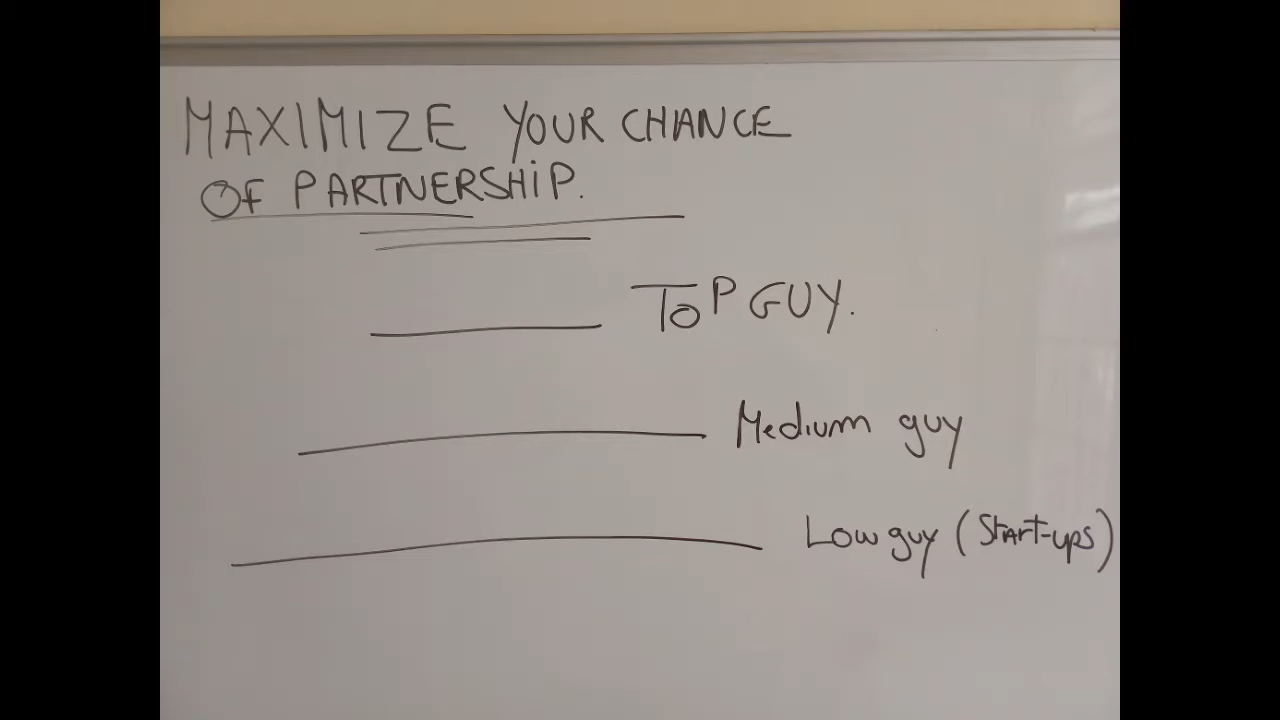 MAXIMIZE YOUR CHANCE
OF PARTNERSHIP.
TOP GUY.
Medium guy
Low guy (Start-ups)